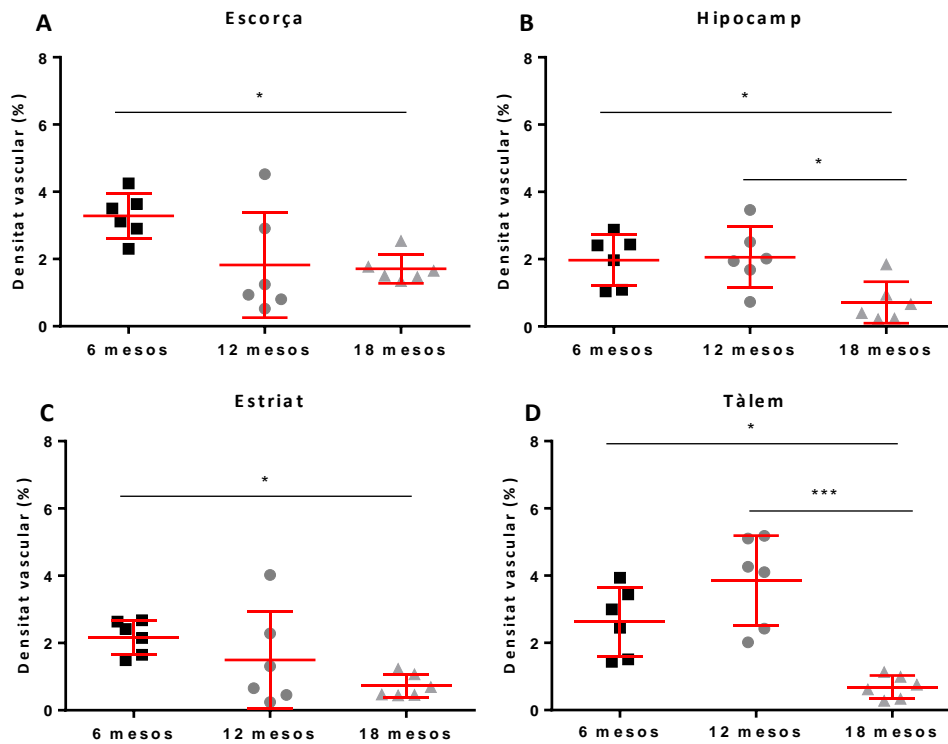 A
Escorça
Densitat vascular (%)
8
6
4
2
0
*
6 mesos
12 mesos
18 mesos
B
Hipocamp
Densitat vascular (%)
8
6
4
2
0
*
*
6 mesos
12 mesos
18 mesos
C
Estriat
Densitat vascular (%)
8
6
4
2
0
*
6 mesos
12 mesos
18 mesos
D
Tàlem
Densitat vascular (%)
8
6
4
2
0
*
***
6 mesos
12 mesos
18 mesos